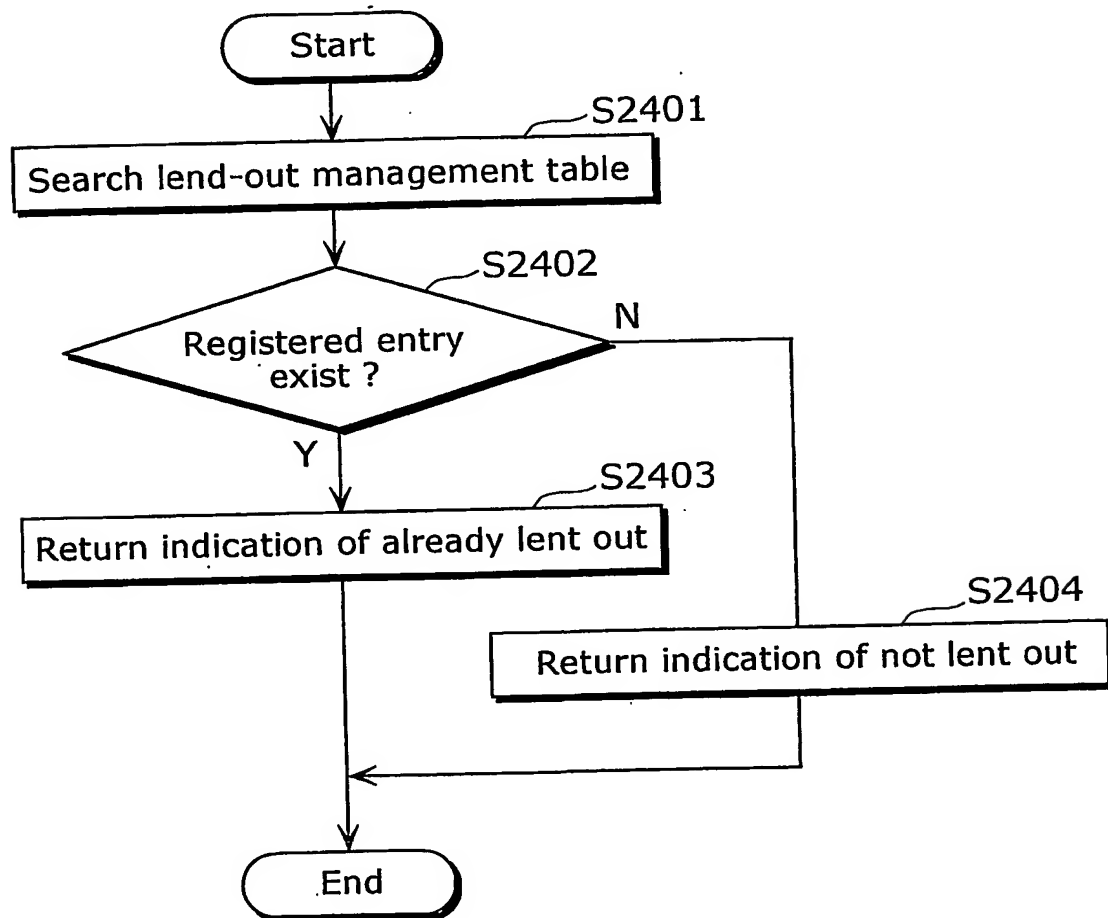 Start
S2401
Search lend-out management table
S2402
Registered entry
exist ?
N
Y
S2403
Return indication of already lent out
S2404
Return indication of not lent out
End